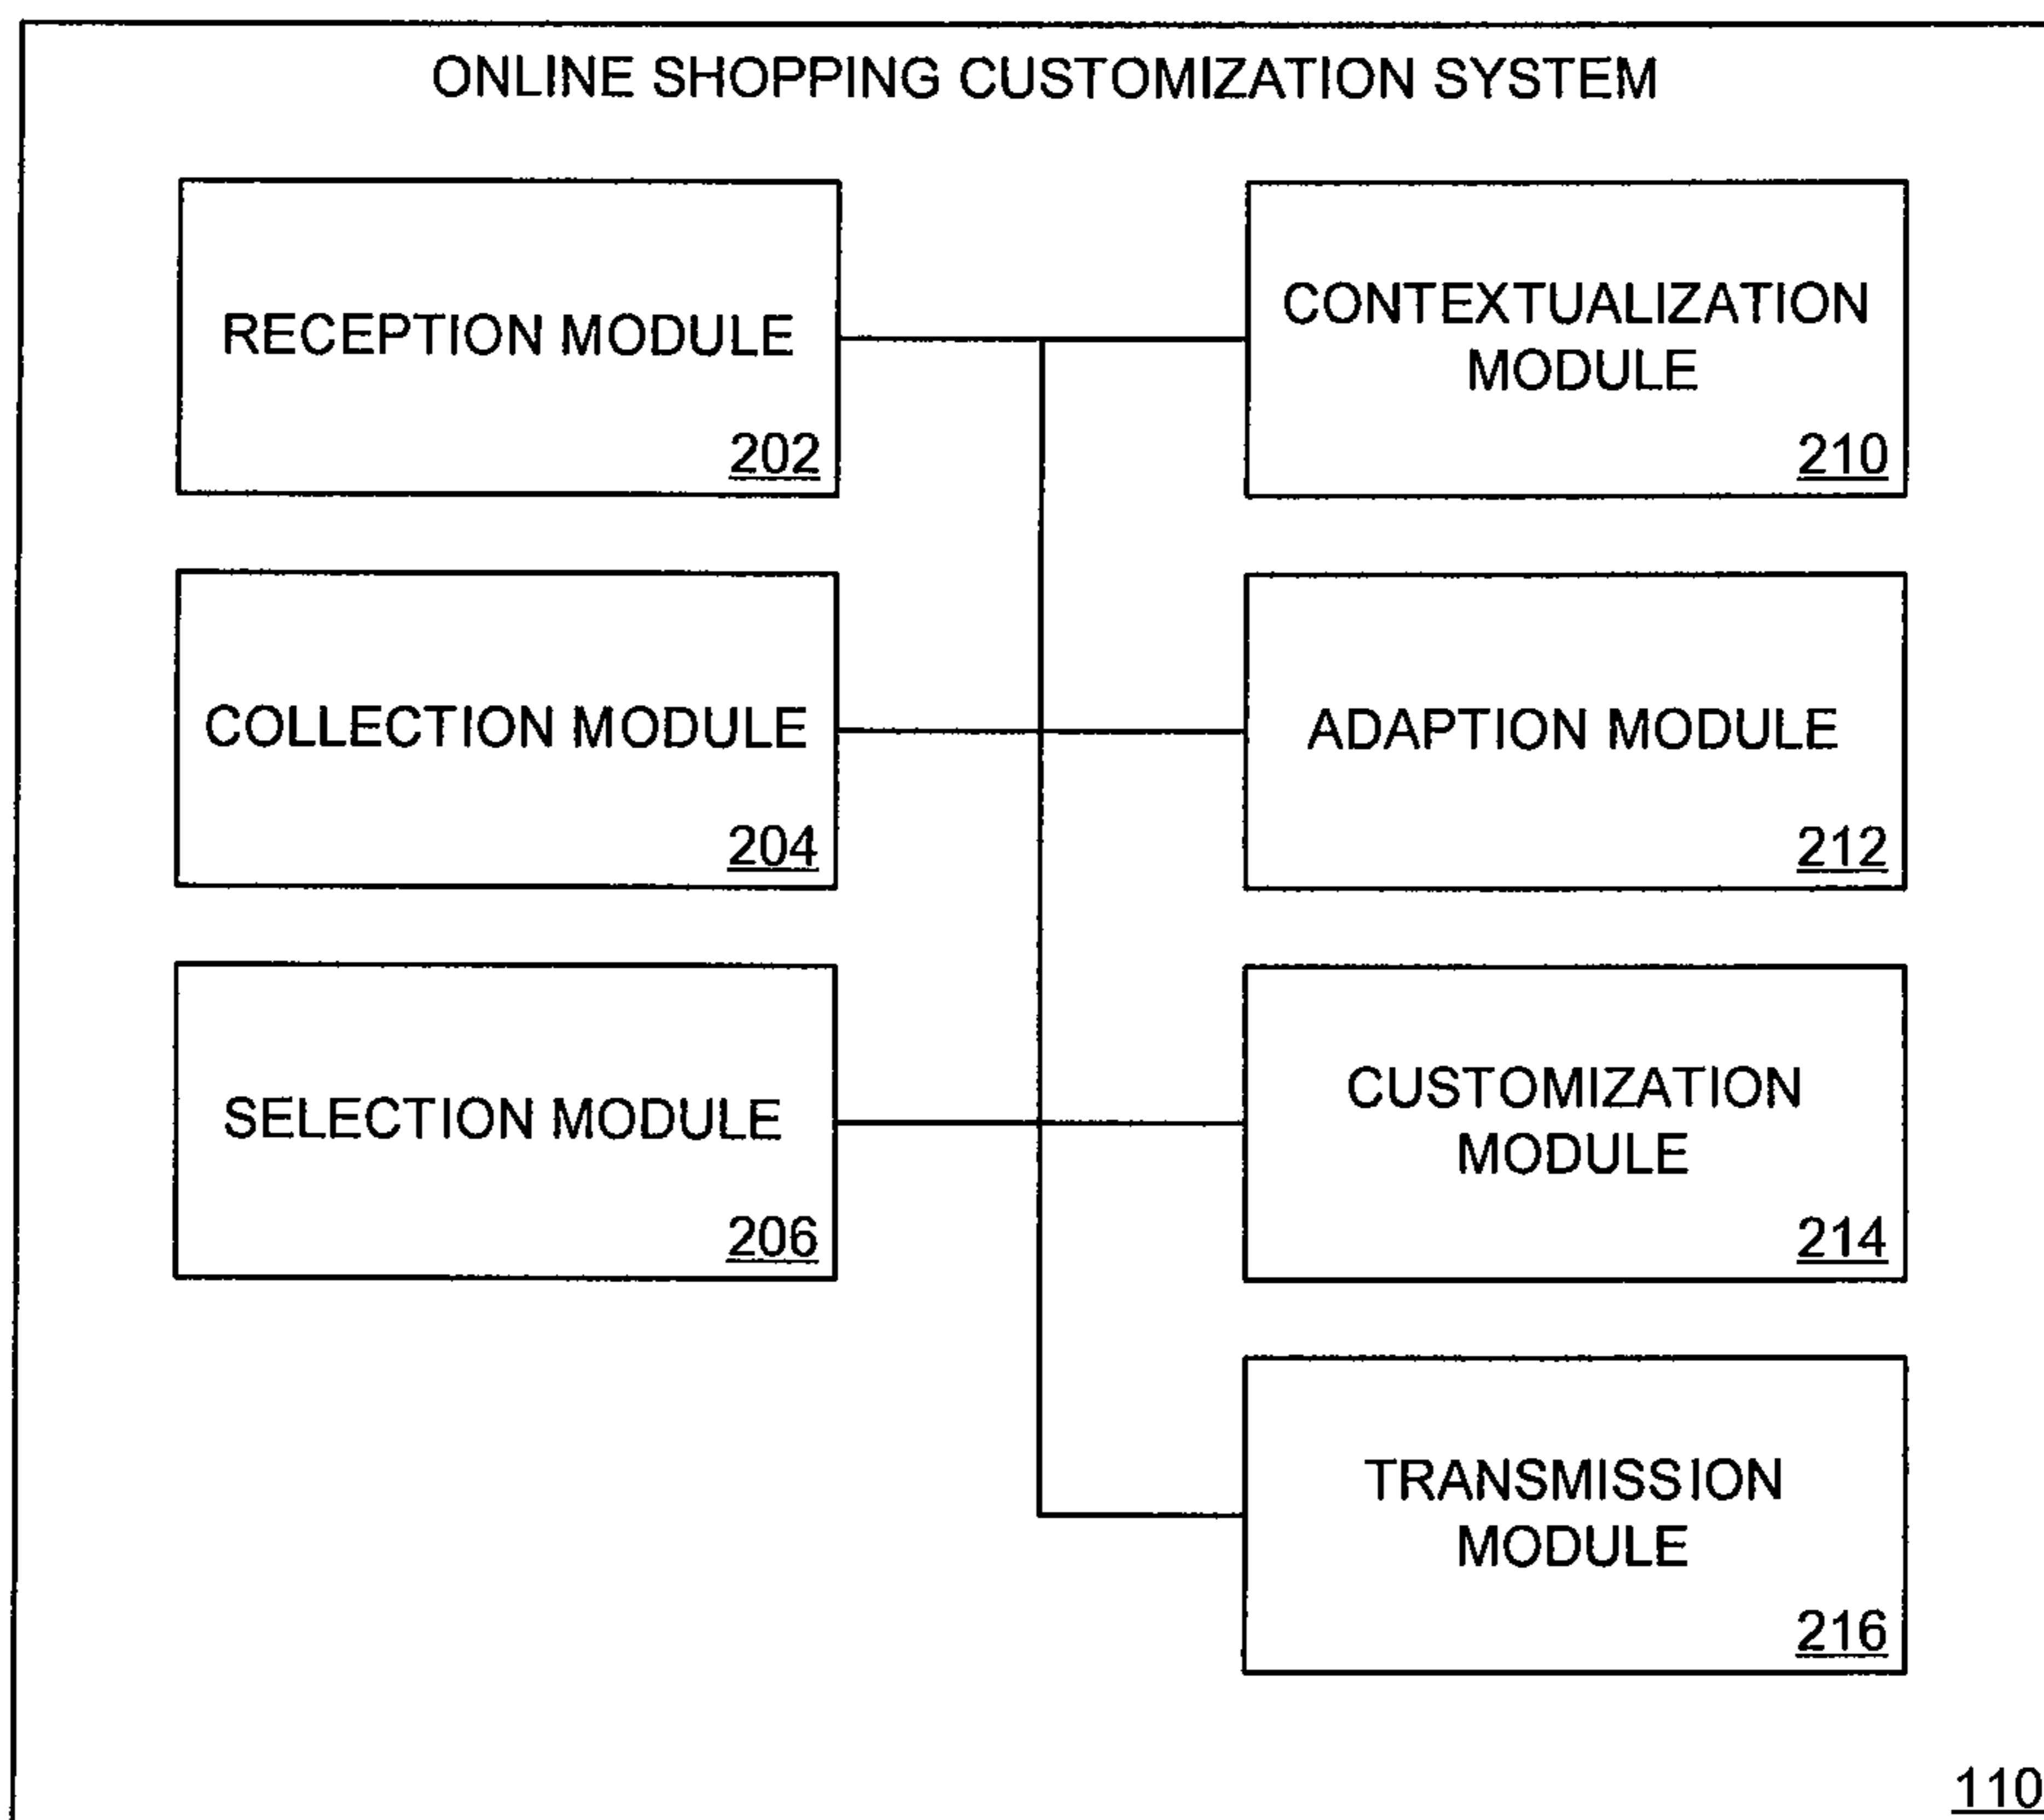 ONLINE SHOPPING CUSTOMIZATION SYSTEM
RECEPTION MODULE
202
COLLECTION MODULE
204
SELECTION MODULE
206
CONTEXTUALIZATION
MODULE
210
ADAPTION MODULE
212
CUSTOMIZATION
MODULE
214
TRANSMISSION
MODULE
216
110